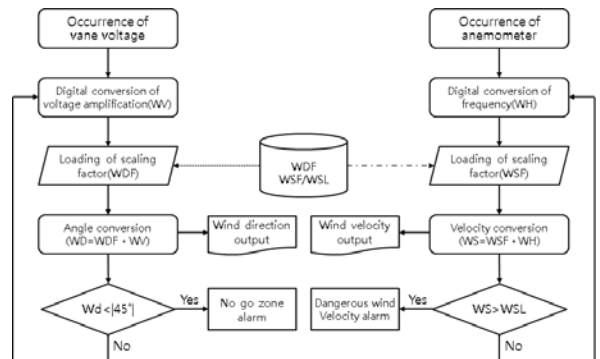 Occurrence of
vane voltage
Occurrence of
anemometer
Digital conversion of
voltage amplification(WV)
Digital conversion of
frequency(WH)
Loading of scaling
factor(WDF)
WDF
WSF/WSL
Loading of scaling
factor(WSF)
Angle conversion
(WD=WDF · WV)
Wind direction
output
Wind velocity
output
Velocity conversion
(WS=WSF · WH)
Wd<|45°|
Yes
No go zone
alarm
Dangerous wind
Velocity alarm
Yes
WS>WSL
No
No